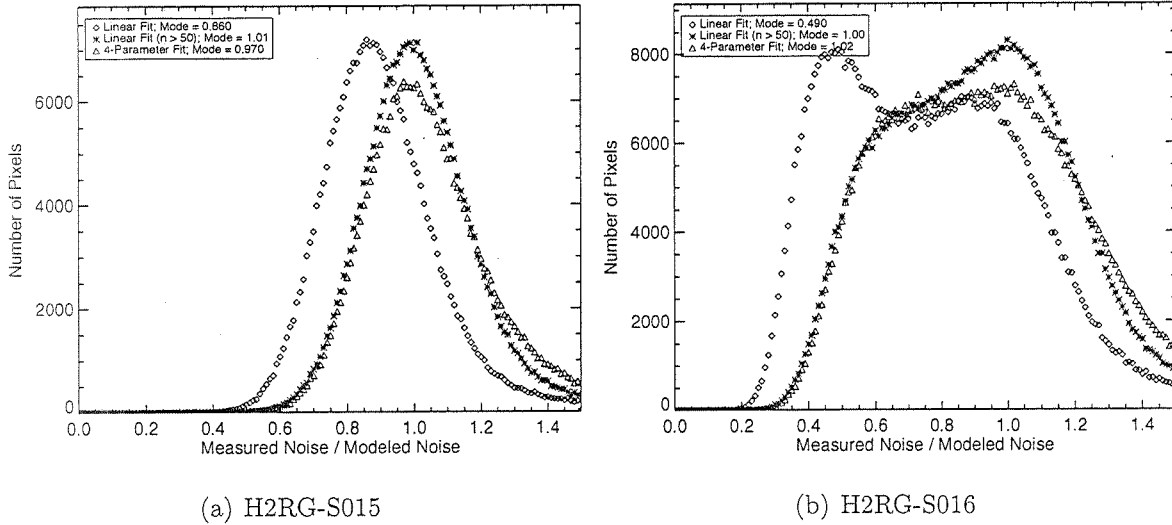 Linear Fit; Mode = 0.860
Linear Fit (n > 50); Mode = 1.01
4-Parameter Fit; Mode = 0.970
Number of Pixels
6000
4000
2000
0
0.0 0.2 0.4 0.6 0.8 1.0 1.2 1.4
Measured Noise / Modeled Noise
(a) H2RG-S015
Linear Fit; Mode = 0.490
Linear Fit (n > 50); Mode = 1.00
4-Parameter Fit; Mode = 1.02
Number of Pixels
8000
6000
4000
2000
0
0.0 0.2 0.4 0.6 0.8 1.0 1.2 1.4
Measured Noise / Modeled Noise
(b) H2RG-S016